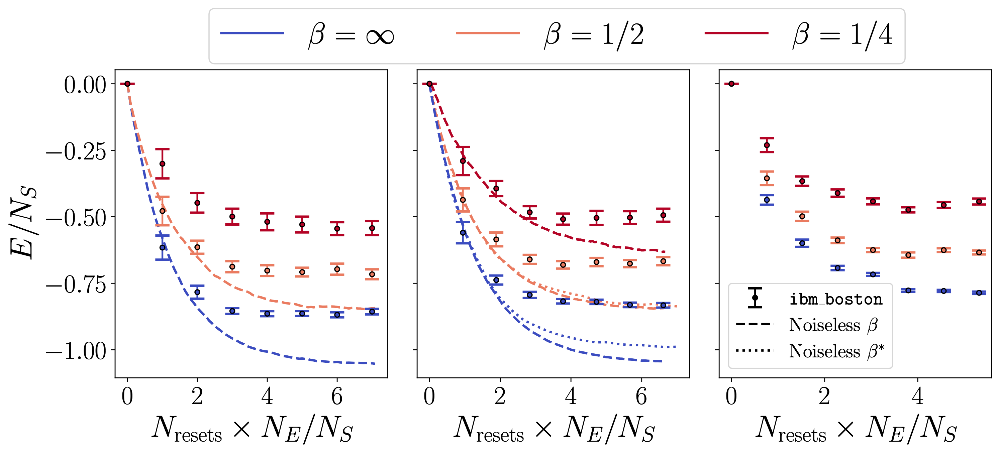 β = ∞ β = 1/2 β = 1/4
E/N_S
0.00
−0.25
−0.50
−0.75
−1.00
0 2 4 6
0 2 4 6
0 2 4
ibm_boston
Noiseless β
Noiseless β*
N_resets × N_E/N_S
N_resets × N_E/N_S
N_resets × N_E/N_S